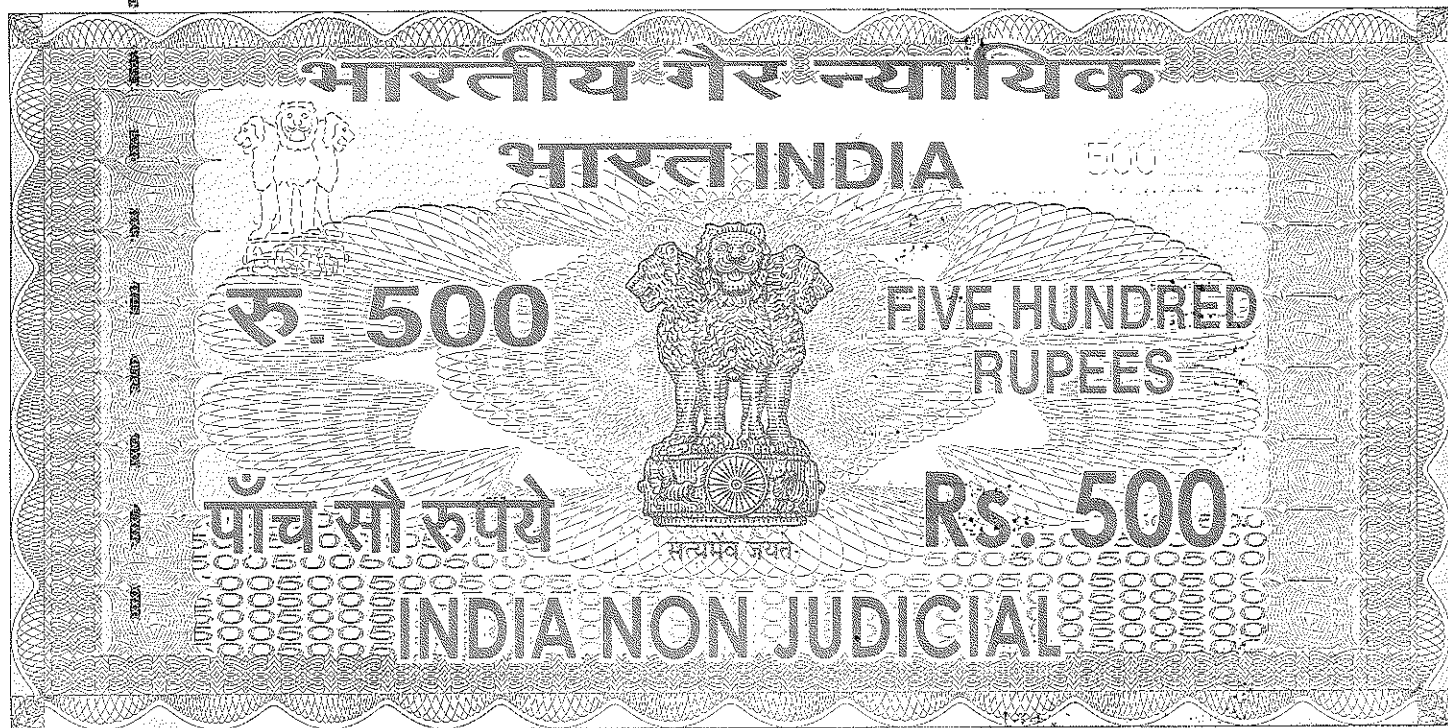 भारतीय गैर न्यायिक
भारत INDIA
500
रु. 500
FIVE HUNDRED
RUPEES
पाँच सौ रुपये
Rs. 500
सत्यमेव जयते
INDIA NON JUDICIAL